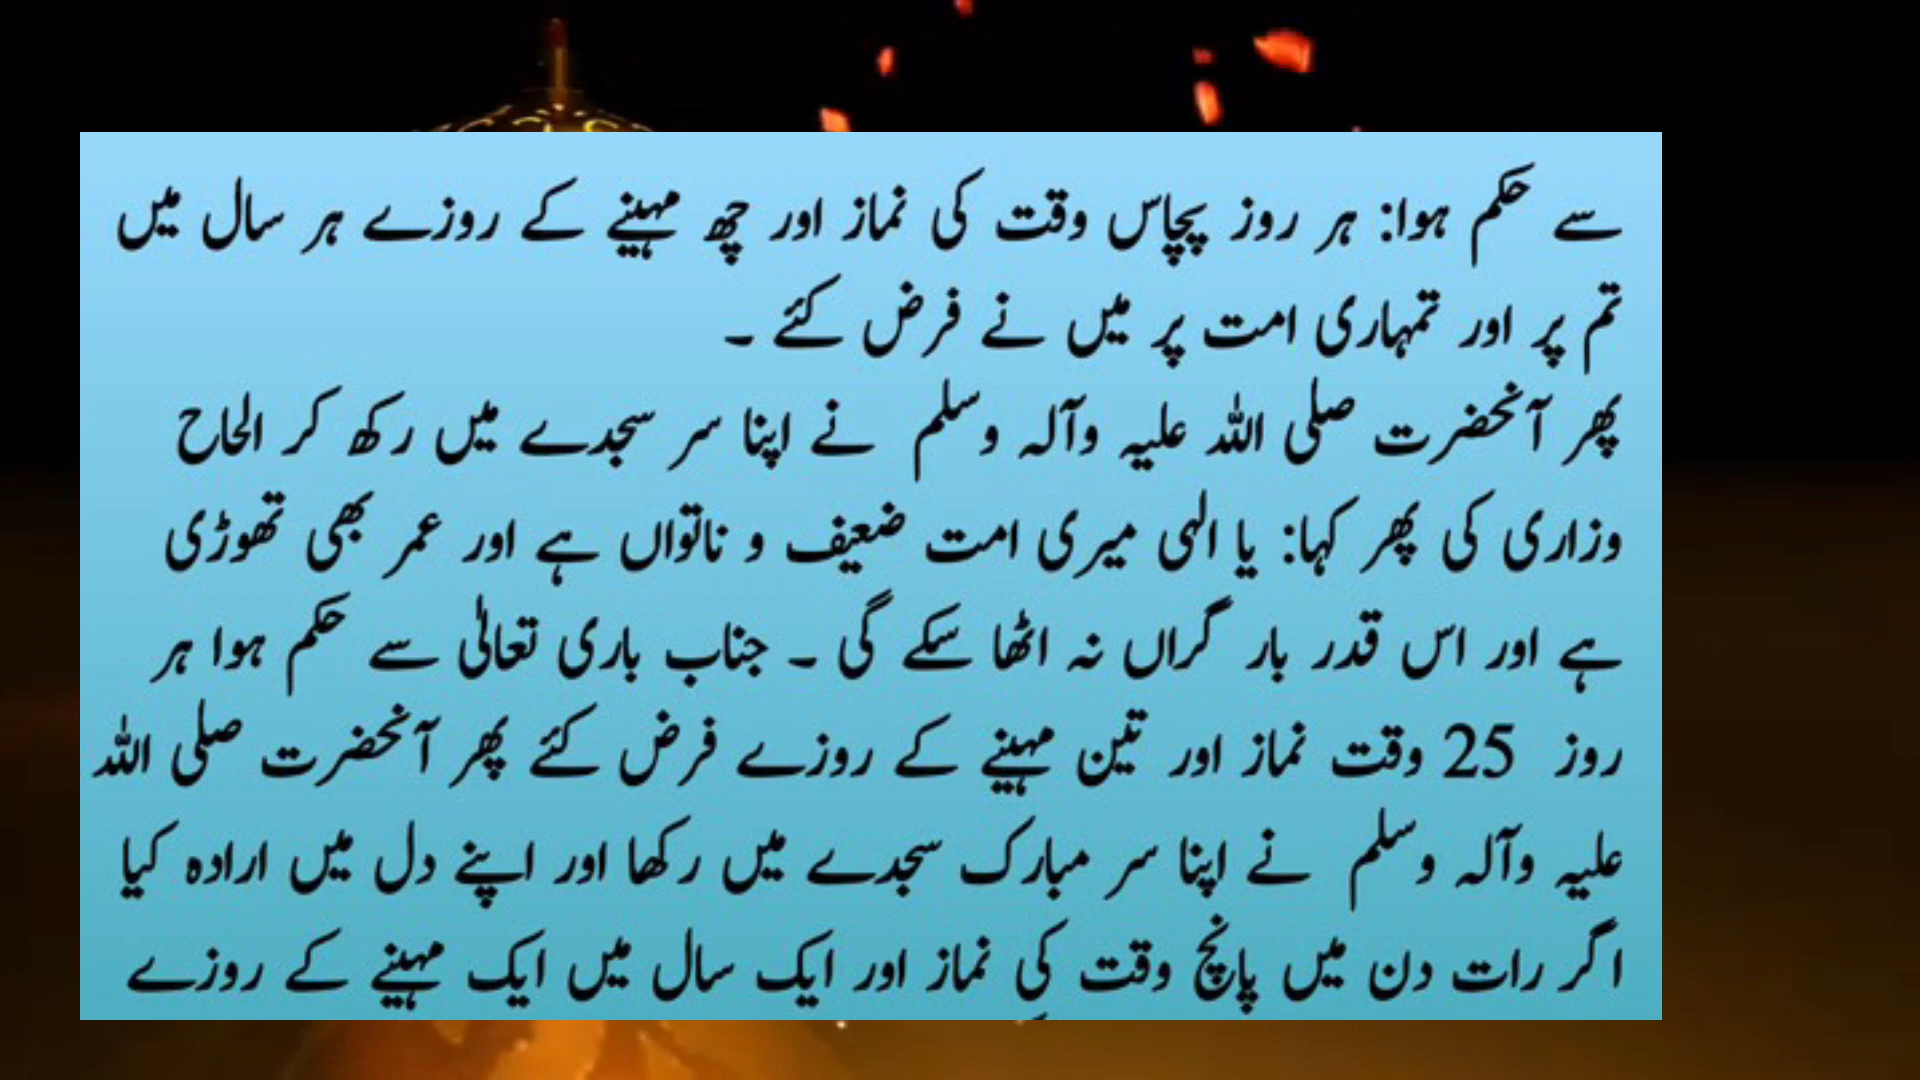 سے حکم ہوا: ہر روز پچاس وقت کی نماز اور چھ مہینے کے روزے ہر سال میں
تم پر اور تمہاری امت پر میں نے فرض کئے ۔
پھر آنحضرت صلی اللہ علیہ وآلہ وسلم نے اپنا سر سجدے میں رکھ کر الحاح
وزاری کی پھر کہا: یا الٰہی میری امت ضعیف و ناتواں ہے اور عمر بھی تھوڑی
ہے اور اس قدر بار گراں نہ اٹھا سکے گی ۔ جناب باری تعالیٰ سے حکم ہوا ہر
روز 25 وقت نماز اور تین مہینے کے روزے فرض کئے پھر آنحضرت صلی اللہ
علیہ وآلہ وسلم نے اپنا سر مبارک سجدے میں رکھا اور اپنے دل میں ارادہ کیا
اگر رات دن میں پانچ وقت کی نماز اور ایک سال میں ایک مہینے کے روزے